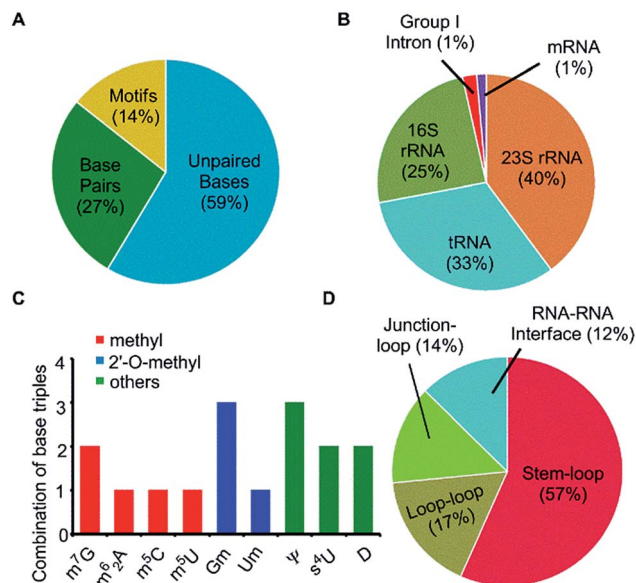 A
Motifs
(14%)
Base
Pairs
(27%)
Unpaired
Bases
(59%)
B
Group I
Intron (1%)
mRNA
(1%)
16S
rRNA
(25%)
23S rRNA
(40%)
tRNA
(33%)
C
methyl
2'-O-methyl
others
Combination of base triples
4
3
2
1
0
m⁷G
m⁶₂A
m⁵C
m⁵U
Gm
Um
Ψ
s⁴U
D
D
Junction-
loop (14%)
RNA-RNA
Interface (12%)
Stem-loop
(57%)
Loop-loop
(17%)